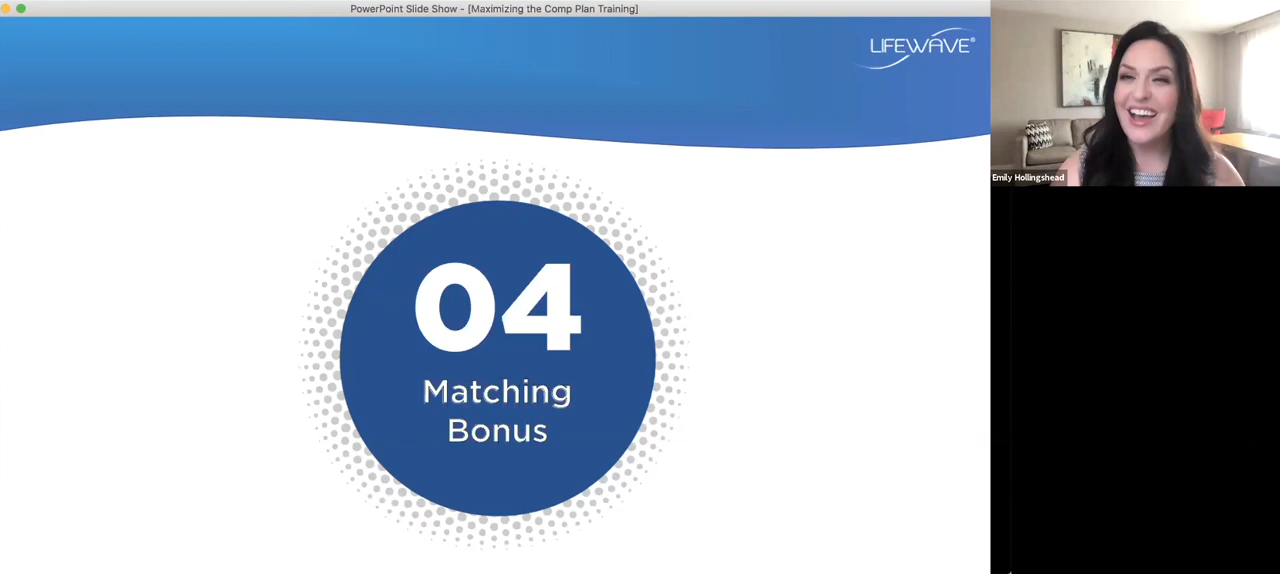 PowerPoint Slide Show - [Maximizing the Comp Plan Training]
LIFEWAVE®
Emily Hollingshead
04
Matching
Bonus